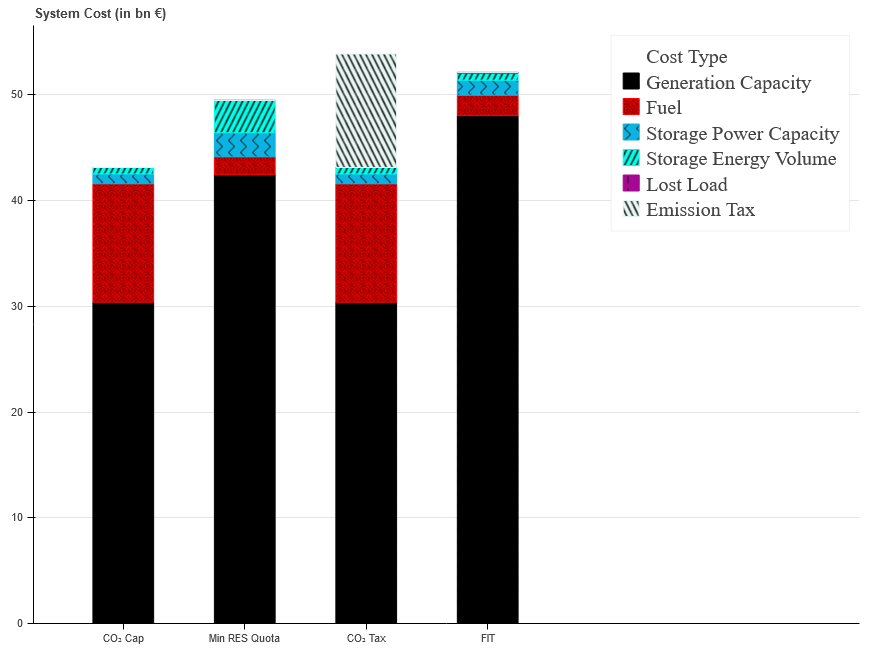 System Cost (in bn €)
Cost Type
Generation Capacity
Fuel
Storage Power Capacity
Storage Energy Volume
Lost Load
Emission Tax
50
40
30
20
10
0
CO₂ Cap
Min RES Quota
CO₂ Tax
FIT